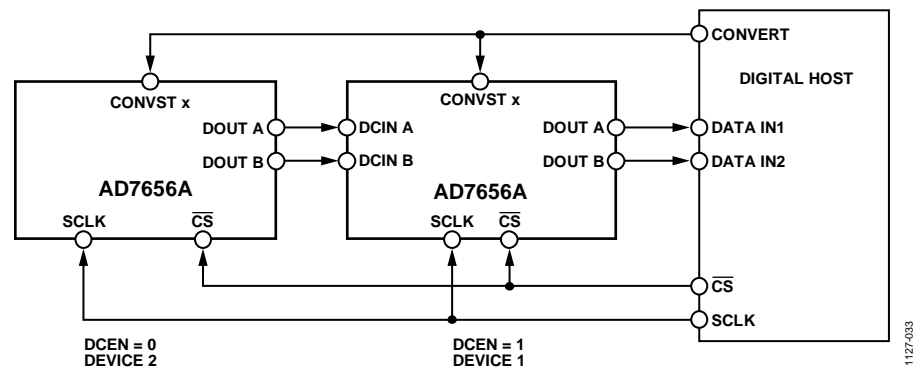 CONVERT
DIGITAL HOST
CONVST x
CONVST x
DOUT A
DCIN A
DOUT A
DATA IN1
DOUT B
DCIN B
DOUT B
DATA IN2
AD7656A
AD7656A
SCLK
CS
SCLK
CS
CS
SCLK
DCEN = 0
DEVICE 2
DCEN = 1
DEVICE 1
1127-033